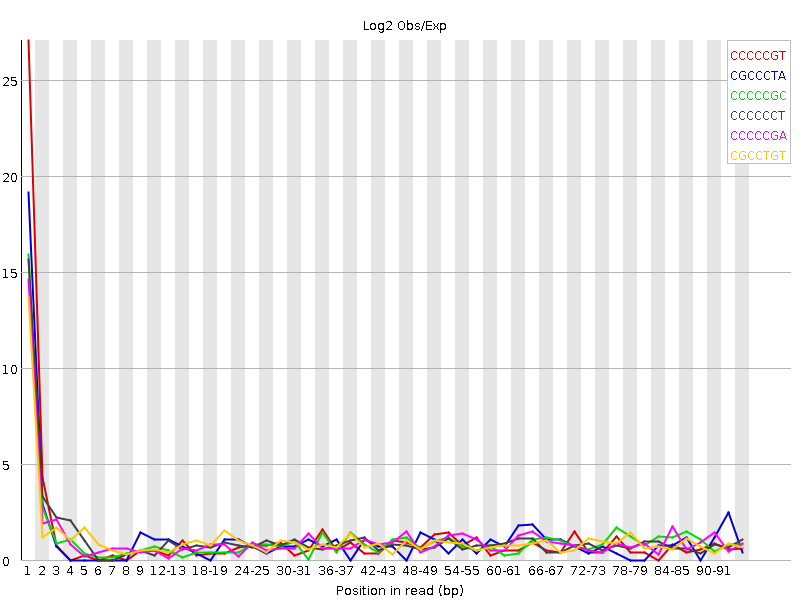 Log2 Obs/Exp
CCCCCGT
CGCCCTA
CCCCCGC
CCCCCCT
CCCCCGA
CGCCTGT
25
20
15
10
5
0
1 2 3 4 5 6 7 8 9 12-13 18-19 24-25 30-31 36-37 42-43 48-49 54-55 60-61 66-67 72-73 78-79 84-85 90-91
Position in read (bp)